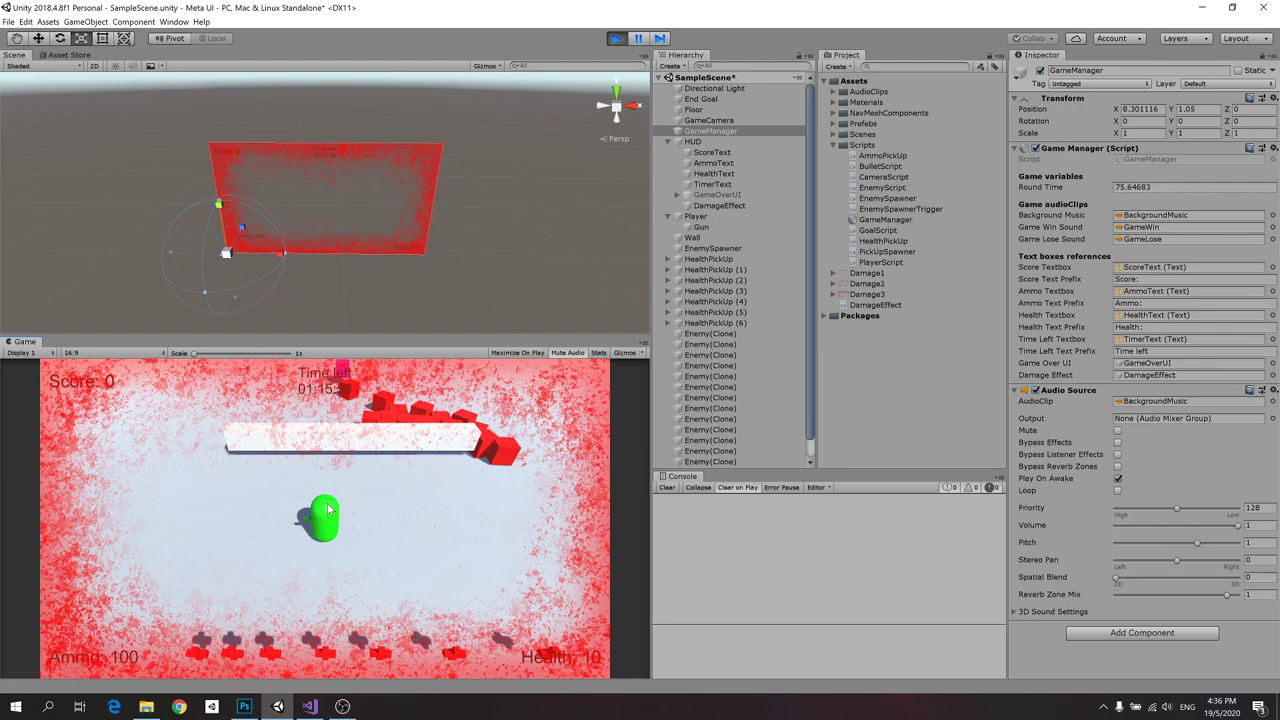 Unity 2018.4.8f1 Personal - SampleScene.unity - Meta UI - PC, Mac & Linux Standalone* <DX11>
File Edit Assets GameObject Component Window Help
Pivot Local
Collab Account Layers Layout
Scene Asset Store
Shaded 2D Gizmos All
y
x
Persp
Game
Display 1 16:9 Scale 1x Maximize On Play Mute Audio Stats Gizmos
Score: 0
Time left
01:15
Ammo: 100
Health: 10
Hierarchy
Create All
SampleScene*
Directional Light
End Goal
Floor
GameCamera
GameManager
HUD
ScoreText
AmmoText
HealthText
TimerText
GameOverUI
DamageEffect
Player
Gun
Wall
EnemySpawner
HealthPickUp
HealthPickUp (1)
HealthPickUp (2)
HealthPickUp (3)
HealthPickUp (4)
HealthPickUp (5)
HealthPickUp (6)
Enemy(Clone)
Enemy(Clone)
Enemy(Clone)
Enemy(Clone)
Enemy(Clone)
Enemy(Clone)
Enemy(Clone)
Enemy(Clone)
Enemy(Clone)
Enemy(Clone)
Enemy(Clone)
Enemy(Clone)
Enemy(Clone)
Project
Create
Assets
AudioClips
Materials
NavMeshComponents
Prefebs
Scenes
Scripts
AmmoPickUp
BulletScript
CameraScript
EnemyScript
EnemySpawner
EnemySpawnerTrigger
GameManager
GoalScript
HealthPickUp
PickUpSpawner
PlayerScript
Damage1
Damage2
Damage3
DamageEffect
Packages
Console
Clear Collapse Clear on Play Error Pause Editor 0 0 0
Inspector
GameManager Static
Tag Untagged Layer Default
Transform
Position X 8.301116 Y 1.05 Z 0
Rotation X 0 Y 0 Z 0
Scale X 1 Y 1 Z 1
Game Manager (Script)
Script GameManager
Game variables
Round Time 75.64683
Game audioClips
Background Music BackgroundMusic
Game Win Sound GameWin
Game Lose Sound GameLose
Text boxes references
Score Textbox ScoreText (Text)
Score Text Prefix Score:
Ammo Textbox AmmoText (Text)
Ammo Text Prefix Ammo:
Health Textbox HealthText (Text)
Health Text Prefix Health:
Time Left Textbox TimerText (Text)
Time Left Text Prefix Time left
Game Over UI GameOverUI
Damage Effect DamageEffect
Audio Source
AudioClip BackgroundMusic
Output None (Audio Mixer Group)
Mute
Bypass Effects
Bypass Listener Effects
Bypass Reverb Zones
Play On Awake
Loop
Priority 128
High Low
Volume 1
Pitch 1
Stereo Pan 0
Left Right
Spatial Blend 0
2D 3D
Reverb Zone Mix 1
3D Sound Settings
Add Component
4:36 PM
19/5/2020
ENG
3